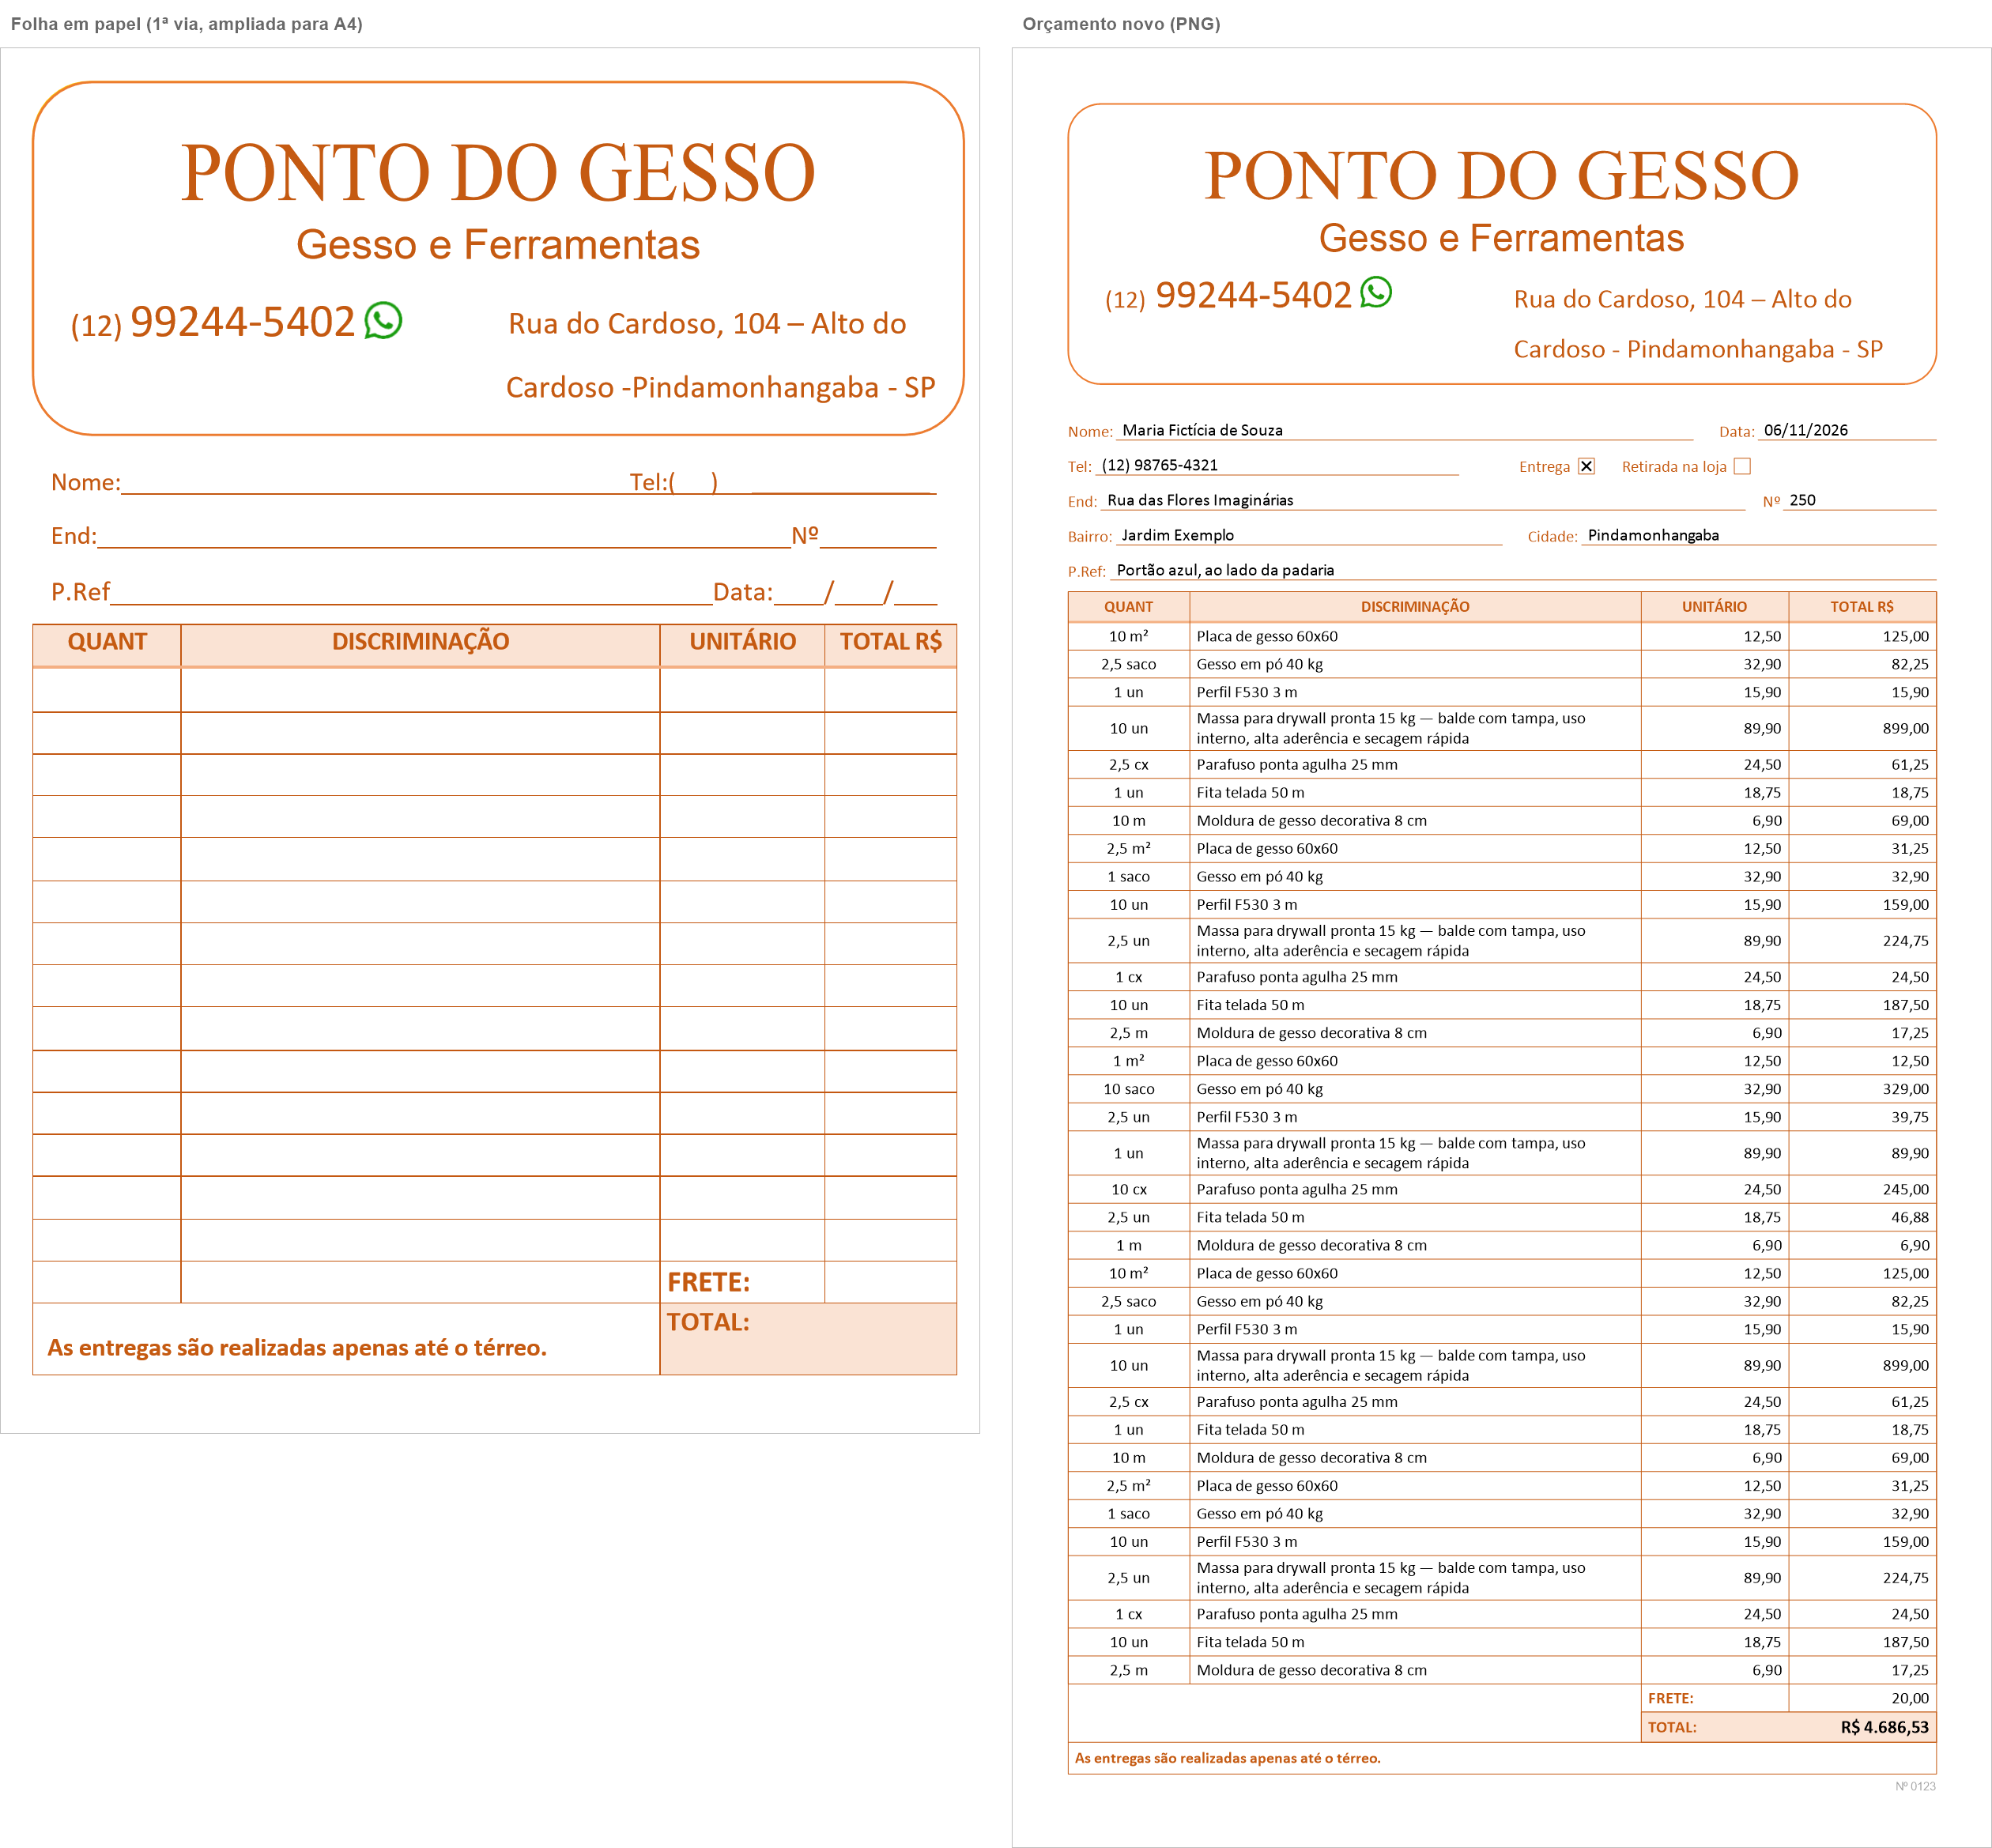 Folha em papel (1ª via, ampliada para A4)
PONTO DO GESSO
Gesso e Ferramentas
(12) 99244-5402
Rua do Cardoso, 104 – Alto do
Cardoso -Pindamonhangaba - SP
Nome: Tel:( )
End: Nº
P.Ref Data: / /
QUANT DISCRIMINAÇÃO UNITÁRIO TOTAL R$
FRETE:
TOTAL:
As entregas são realizadas apenas até o térreo.
Orçamento novo (PNG)
PONTO DO GESSO
Gesso e Ferramentas
(12) 99244-5402
Rua do Cardoso, 104 – Alto do
Cardoso - Pindamonhangaba - SP
Nome: Maria Fictícia de Souza Data: 06/11/2026
Tel: (12) 98765-4321 Entrega ☒ Retirada na loja ☐
End: Rua das Flores Imaginárias Nº 250
Bairro: Jardim Exemplo Cidade: Pindamonhangaba
P.Ref: Portão azul, ao lado da padaria
QUANT DISCRIMINAÇÃO UNITÁRIO TOTAL R$
10 m² Placa de gesso 60x60 12,50 125,00
2,5 saco Gesso em pó 40 kg 32,90 82,25
1 un Perfil F530 3 m 15,90 15,90
10 un Massa para drywall pronta 15 kg — balde com tampa, uso
interno, alta aderência e secagem rápida 89,90 899,00
2,5 cx Parafuso ponta agulha 25 mm 24,50 61,25
1 un Fita telada 50 m 18,75 18,75
10 m Moldura de gesso decorativa 8 cm 6,90 69,00
2,5 m² Placa de gesso 60x60 12,50 31,25
1 saco Gesso em pó 40 kg 32,90 32,90
10 un Perfil F530 3 m 15,90 159,00
2,5 un Massa para drywall pronta 15 kg — balde com tampa, uso
interno, alta aderência e secagem rápida 89,90 224,75
1 cx Parafuso ponta agulha 25 mm 24,50 24,50
10 un Fita telada 50 m 18,75 187,50
2,5 m Moldura de gesso decorativa 8 cm 6,90 17,25
1 m² Placa de gesso 60x60 12,50 12,50
10 saco Gesso em pó 40 kg 32,90 329,00
2,5 un Perfil F530 3 m 15,90 39,75
1 un Massa para drywall pronta 15 kg — balde com tampa, uso
interno, alta aderência e secagem rápida 89,90 89,90
10 cx Parafuso ponta agulha 25 mm 24,50 245,00
2,5 un Fita telada 50 m 18,75 46,88
1 m Moldura de gesso decorativa 8 cm 6,90 6,90
10 m² Placa de gesso 60x60 12,50 125,00
2,5 saco Gesso em pó 40 kg 32,90 82,25
1 un Perfil F530 3 m 15,90 15,90
10 un Massa para drywall pronta 15 kg — balde com tampa, uso
interno, alta aderência e secagem rápida 89,90 899,00
2,5 cx Parafuso ponta agulha 25 mm 24,50 61,25
1 un Fita telada 50 m 18,75 18,75
10 m Moldura de gesso decorativa 8 cm 6,90 69,00
2,5 m² Placa de gesso 60x60 12,50 31,25
1 saco Gesso em pó 40 kg 32,90 32,90
10 un Perfil F530 3 m 15,90 159,00
2,5 un Massa para drywall pronta 15 kg — balde com tampa, uso
interno, alta aderência e secagem rápida 89,90 224,75
1 cx Parafuso ponta agulha 25 mm 24,50 24,50
10 un Fita telada 50 m 18,75 187,50
2,5 m Moldura de gesso decorativa 8 cm 6,90 17,25
FRETE: 20,00
TOTAL: R$ 4.686,53
As entregas são realizadas apenas até o térreo.
Nº 0123